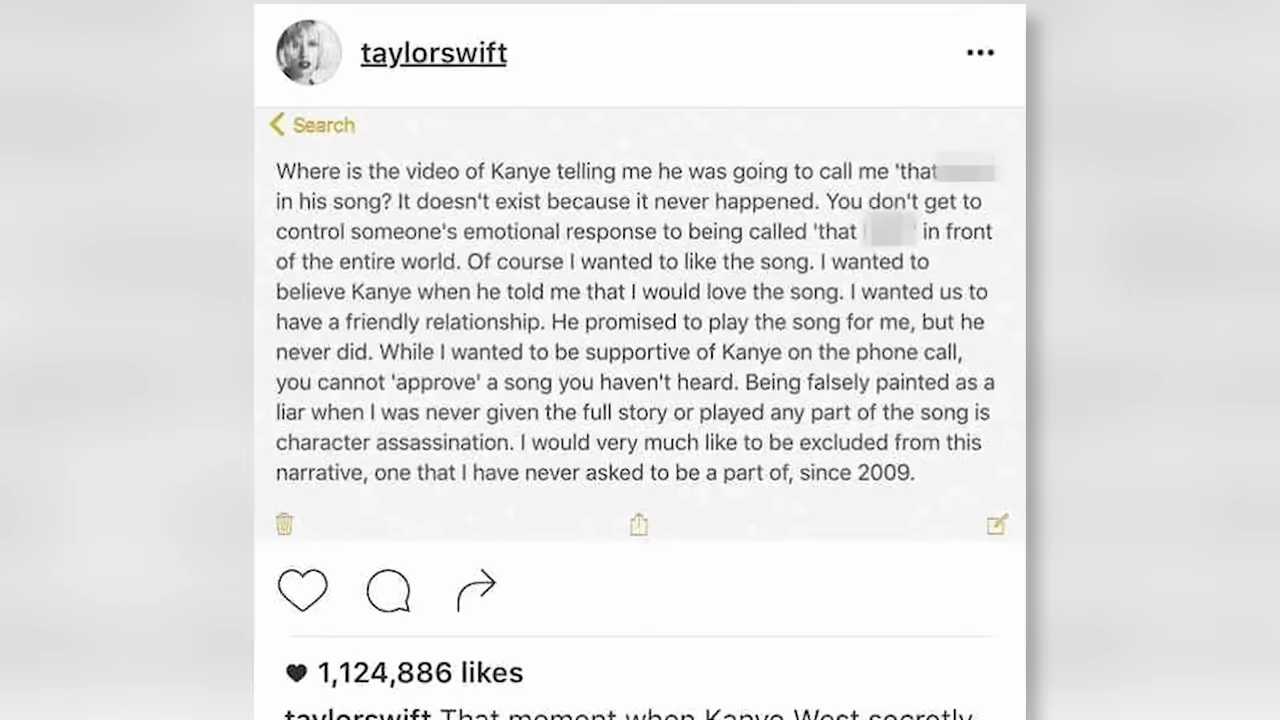 taylorswift
Search
Where is the video of Kanye telling me he was going to call me 'that
in his song? It doesn't exist because it never happened. You don't get to
control someone's emotional response to being called 'that ' in front
of the entire world. Of course I wanted to like the song. I wanted to
believe Kanye when he told me that I would love the song. I wanted us to
have a friendly relationship. He promised to play the song for me, but he
never did. While I wanted to be supportive of Kanye on the phone call,
you cannot 'approve' a song you haven't heard. Being falsely painted as a
liar when I was never given the full story or played any part of the song is
character assassination. I would very much like to be excluded from this
narrative, one that I have never asked to be a part of, since 2009.
1,124,886 likes
taylorswift That moment when Kanye West secretly